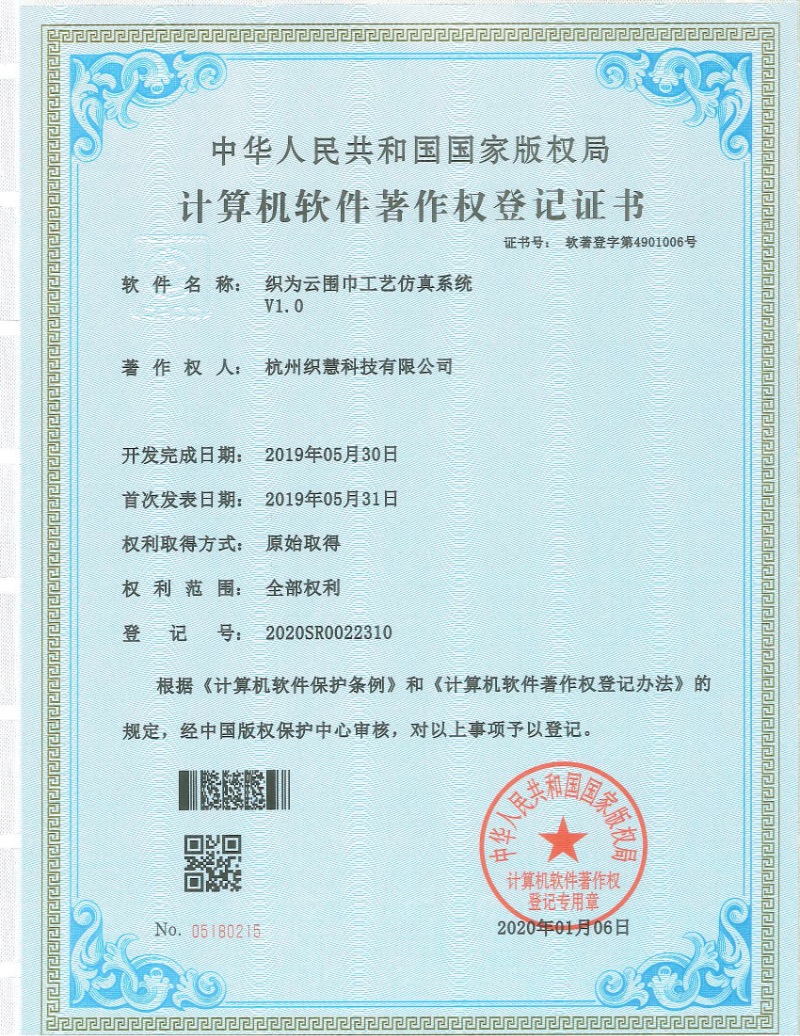 中华人民共和国国家版权局
计算机软件著作权登记证书
证书号： 软著登字第4901006号
软件名称： 织为云围巾工艺仿真系统
V1.0
著作权人： 杭州织慧科技有限公司
开发完成日期： 2019年05月30日
首次发表日期： 2019年05月31日
权利取得方式： 原始取得
权利范围： 全部权利
登记号： 2020SR0022310
根据《计算机软件保护条例》和《计算机软件著作权登记办法》的
规定，经中国版权保护中心审核，对以上事项予以登记。
中华人民共和国国家版权局
计算机软件著作权
登记专用章
No. 05180215
2020年01月06日